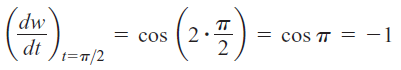 (dw/dt)_{t=π/2} = cos (2 · π/2) = cos π = −1